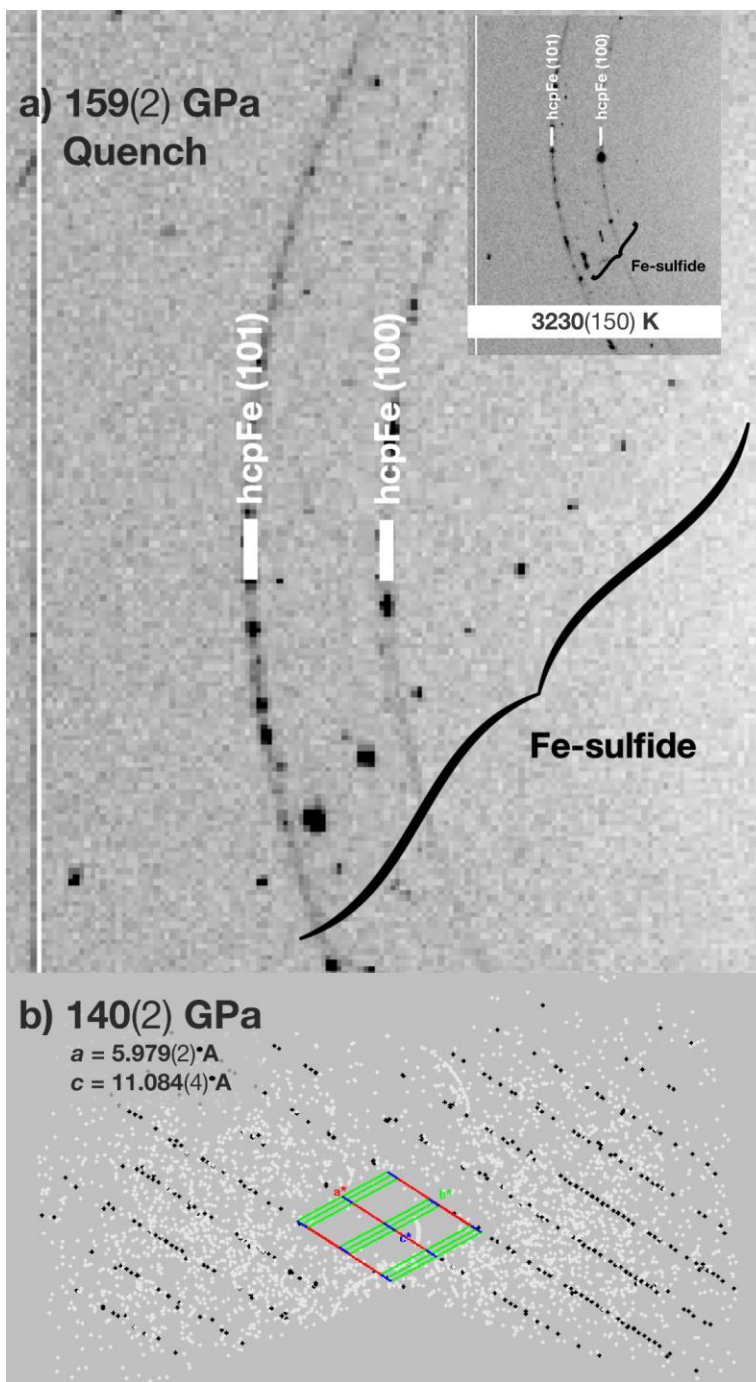 a) 159(2) GPa
Quench
hcpFe (101)
hcpFe (100)
Fe-sulfide
3230(150) K
hcpFe (101)
hcpFe (100)
Fe-sulfide
b) 140(2) GPa
a = 5.979(2)•A
c = 11.084(4)•A
a*
b*
c*